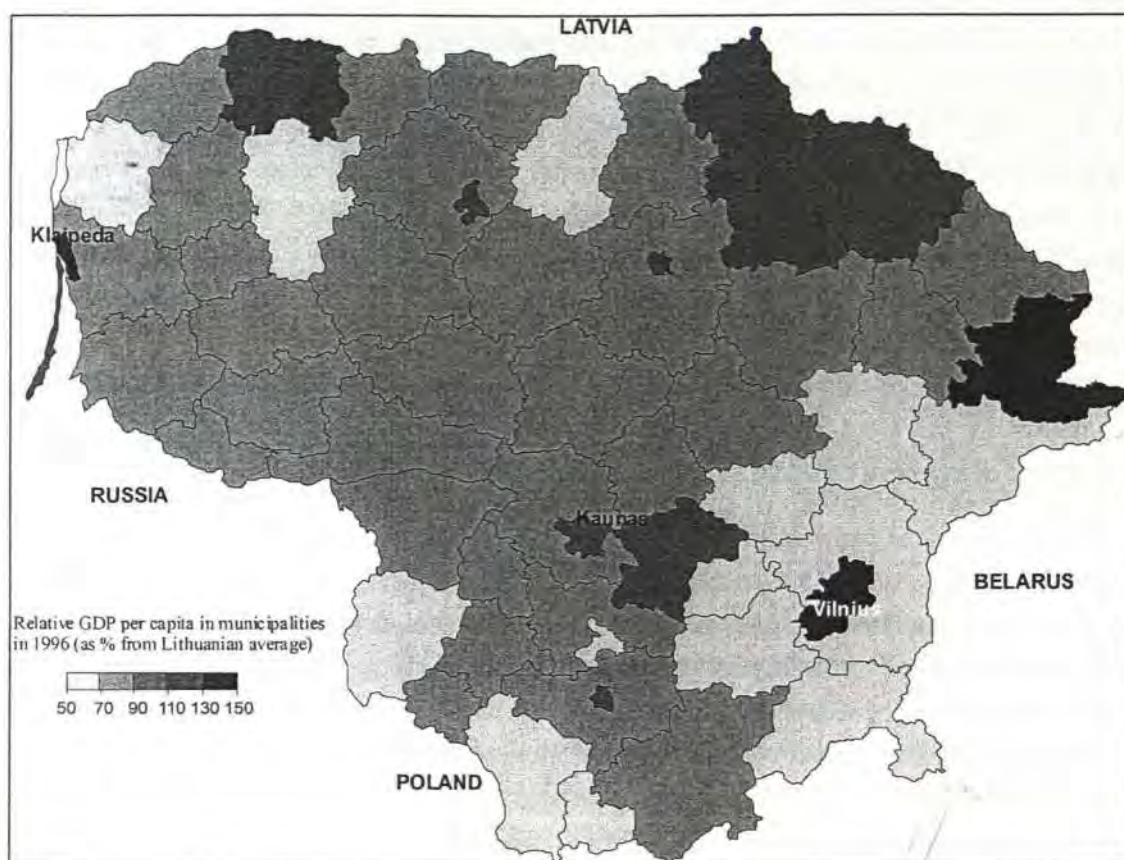 LATVIA
Klaipeda
RUSSIA
Kaunas
BELARUS
Vilnius
Relative GDP per capita in municipalities
in 1996 (as % from Lithuanian average)
50 70 90 110 130 150
POLAND